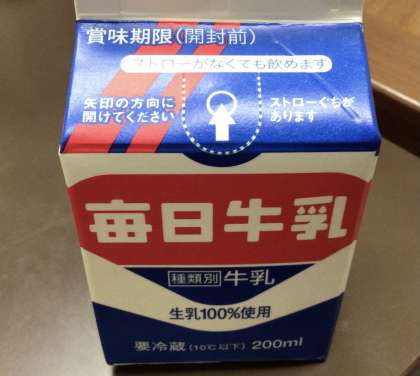 賞味期限(開封前)
ストローがなくても飲めます
矢印の方向に
開けてください
ストローぐちが
あります
毎日牛乳
種類別 牛乳
生乳100%使用
要冷蔵(10℃以下) 200ml